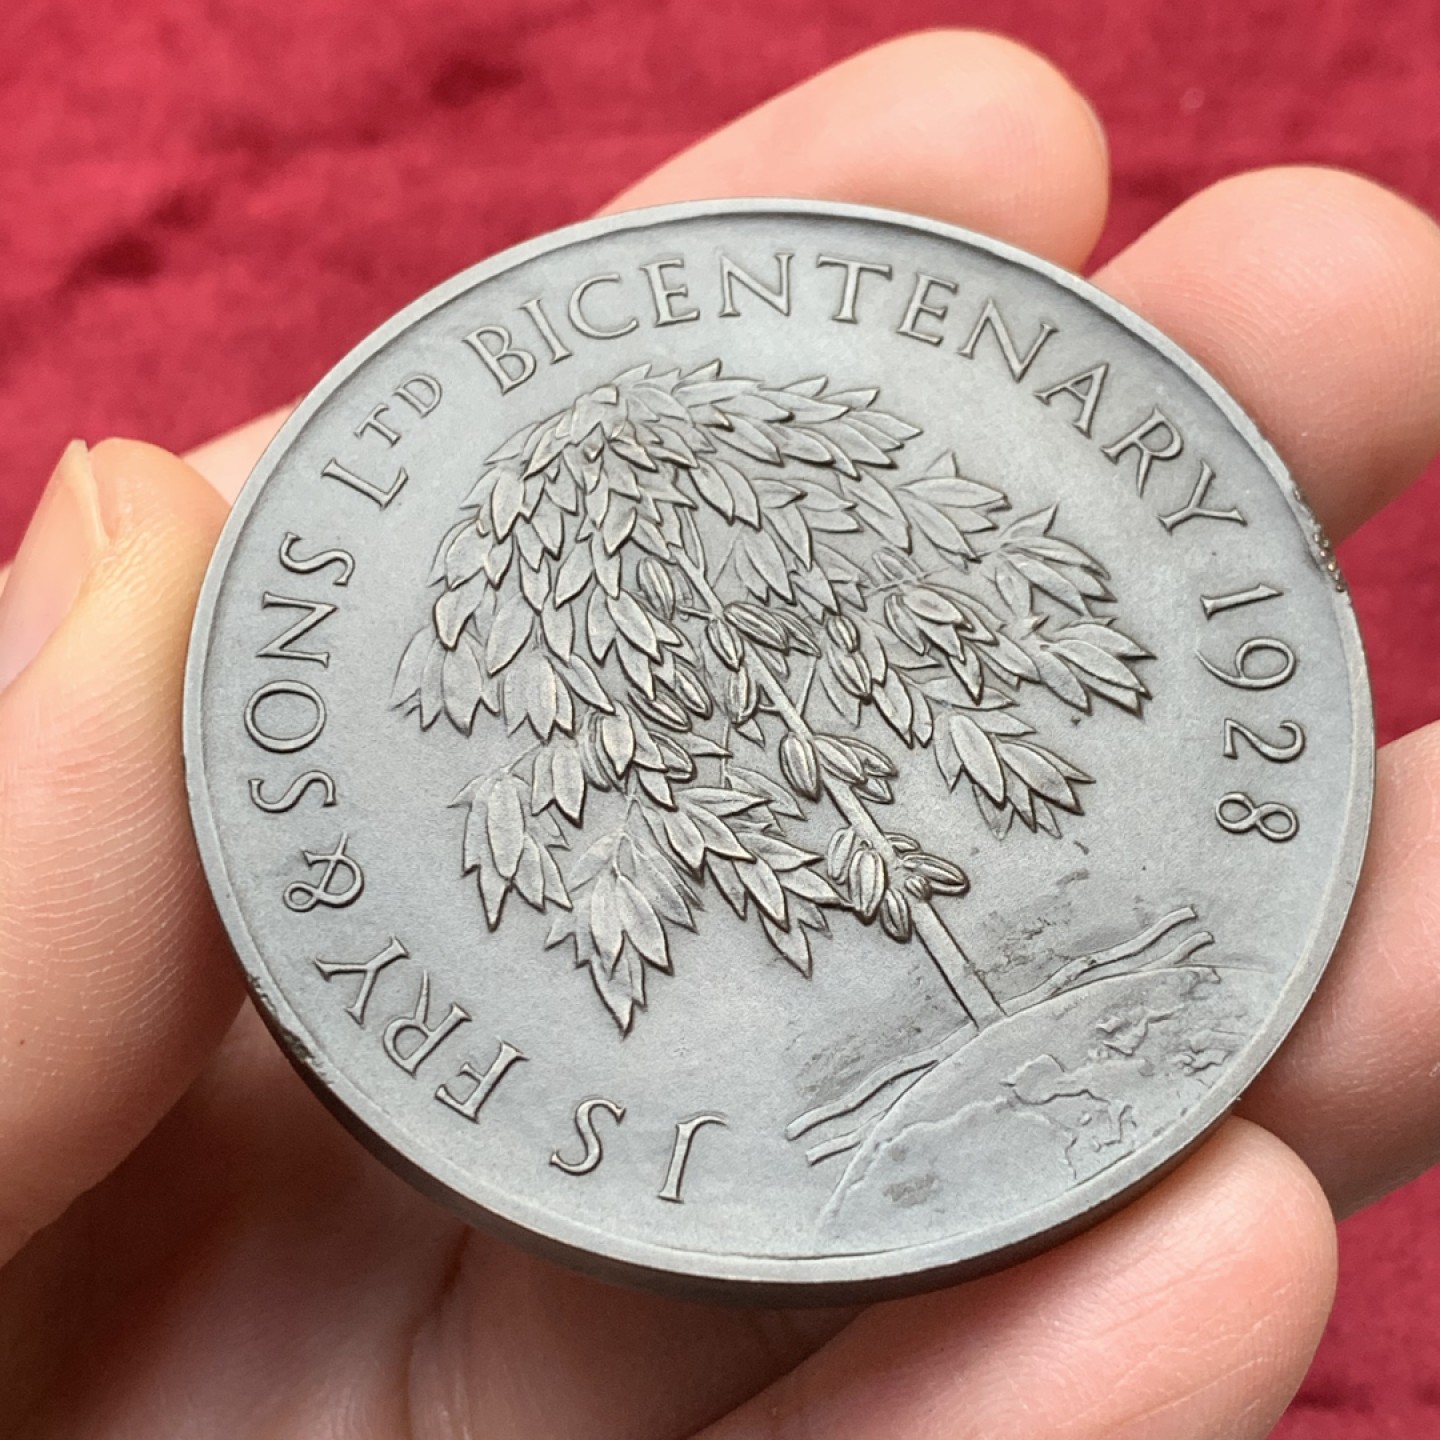 J S FRY & SONS LTD BICENTENARY 1928